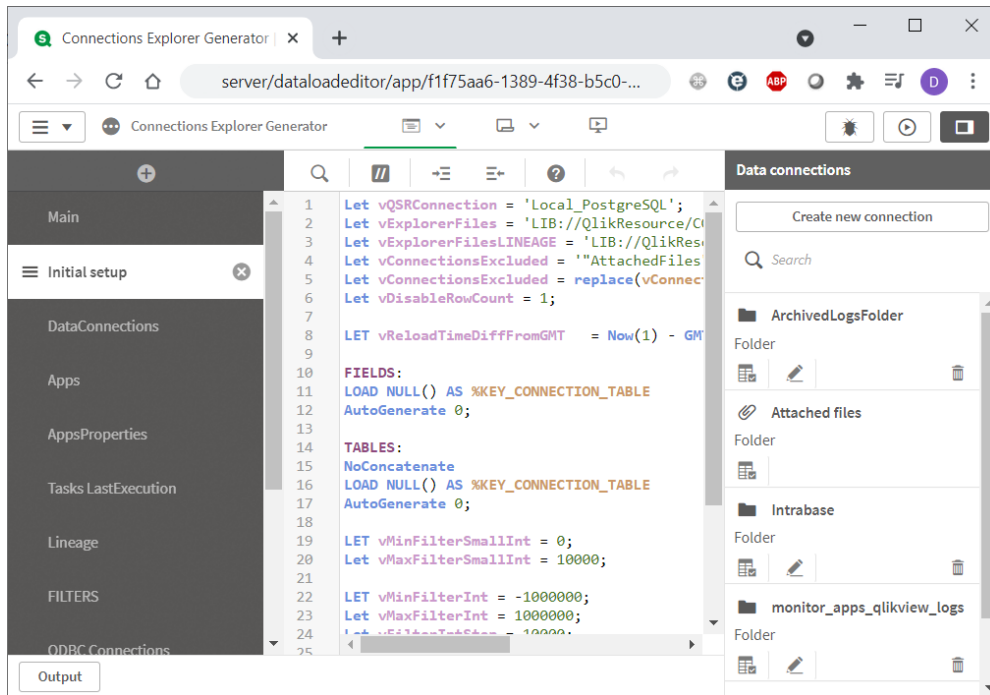 Connections Explorer Generator
server/dataloadeditor/app/f1f75aa6-1389-4f38-b5c0-...
ABP
D
Connections Explorer Generator
Main
Initial setup
DataConnections
Apps
AppsProperties
Tasks LastExecution
Lineage
FILTERS
ODBC Connections
Output
1 Let vQSRConnection = 'Local_PostgreSQL';
2 Let vExplorerFiles = 'LIB://QlikResource/CO
3 Let vExplorerFilesLINEAGE = 'LIB://QlikReso
4 Let vConnectionsExcluded = '"AttachedFiles"
5 Let vConnectionsExcluded = replace(vConnect
6 Let vDisableRowCount = 1;
7
8 LET vReloadTimeDiffFromGMT = Now(1) - GMT
9
10 FIELDS:
11 LOAD NULL() AS %KEY_CONNECTION_TABLE
12 AutoGenerate 0;
13
14 TABLES:
15 NoConcatenate
16 LOAD NULL() AS %KEY_CONNECTION_TABLE
17 AutoGenerate 0;
18
19 LET vMinFilterSmallInt = 0;
20 Let vMaxFilterSmallInt = 10000;
21
22 LET vMinFilterInt = -1000000;
23 Let vMaxFilterInt = 1000000;
24 Let vFilterIntStep = 10000;
25
Data connections
Create new connection
Search
ArchivedLogsFolder
Folder
Attached files
Folder
Intrabase
Folder
monitor_apps_qlikview_logs
Folder